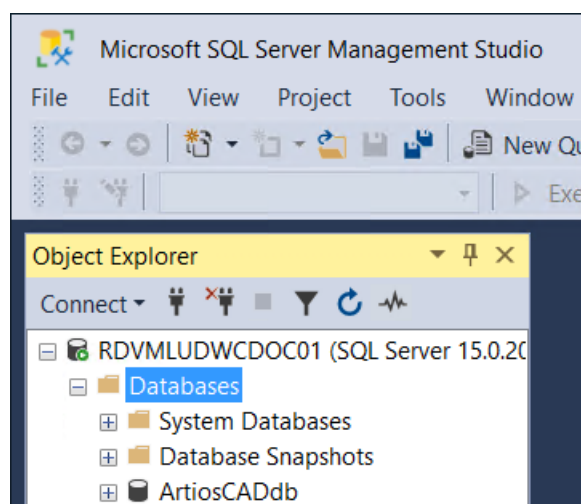 Microsoft SQL Server Management Studio
File Edit View Project Tools Window
New Qu
Exe
Object Explorer
Connect
RDVMLUDWCDOC01 (SQL Server 15.0.20
Databases
System Databases
Database Snapshots
ArtiosCADdb